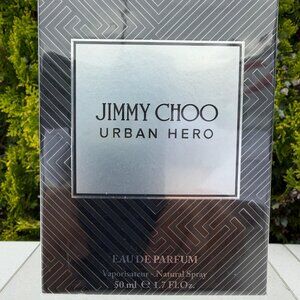 JIMMY CHOO
URBAN HERO
EAU DE PARFUM
Vaporisateur - Natural Spray
50 ml ℮ 1.7 Fl.Oz.